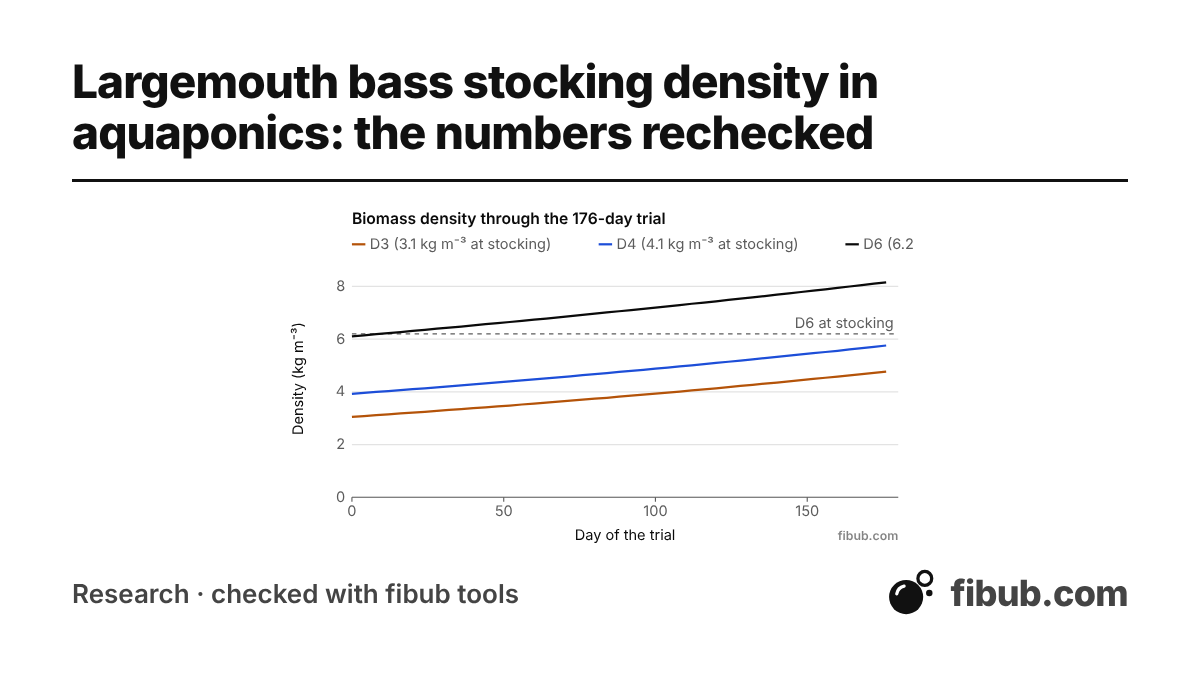 Largemouth bass stocking density in
aquaponics: the numbers rechecked
Biomass density through the 176-day trial
D3 (3.1 kg m⁻³ at stocking) D4 (4.1 kg m⁻³ at stocking) D6 (6.2
8
D6 at stocking
6
Density (kg m⁻³)
4
2
0
0 50 100 150
Day of the trial
fibub.com
Research · checked with fibub tools
fibub.com